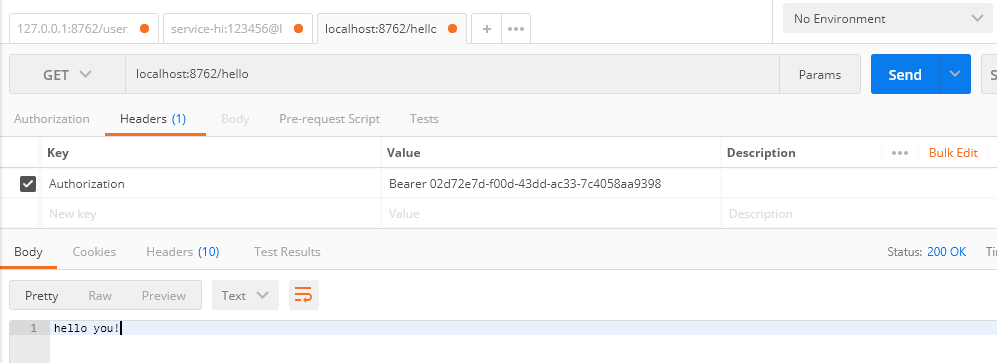 127.0.0.1:8762/user service-hi:123456@l localhost:8762/hello + ••• No Environment
GET localhost:8762/hello Params Send S
Authorization Headers (1) Body Pre-request Script Tests
Key Value Description ••• Bulk Edit
Authorization Bearer 02d72e7d-f00d-43dd-ac33-7c4058aa9398
New key Value Description
Body Cookies Headers (10) Test Results Status: 200 OK Ti
Pretty Raw Preview Text
1 hello you!